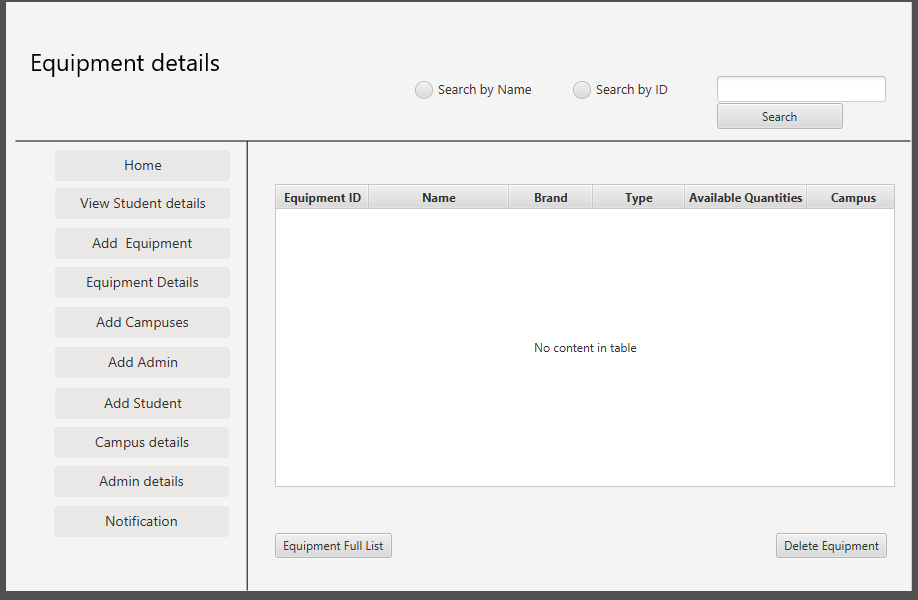 Equipment details
Search by Name
Search by ID
Search
Home
View Student details
Add  Equipment
Equipment Details
Add Campuses
Add Admin
Add Student
Campus details
Admin details
Notification
Equipment ID Name Brand Type Available Quantities Campus
No content in table
Equipment Full List
Delete Equipment